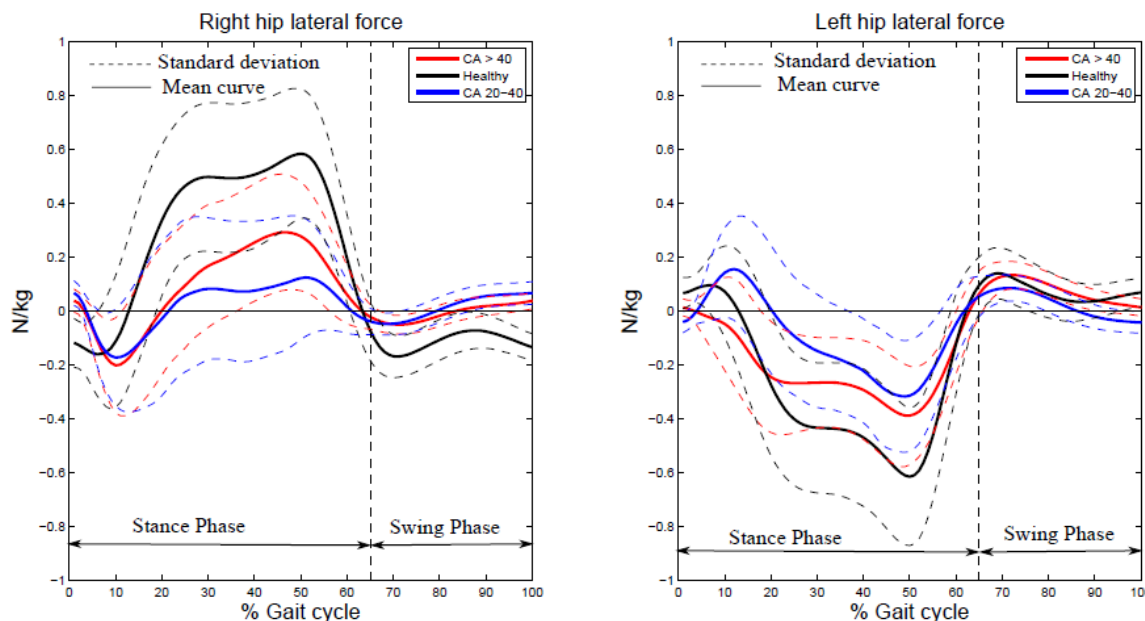 Right hip lateral force
Standard deviation
Mean curve
CA > 40
Healthy
CA 20−40
1
0.8
0.6
0.4
0.2
0
−0.2
−0.4
−0.6
−0.8
−1
N/kg
Stance Phase
Swing Phase
0 10 20 30 40 50 60 70 80 90 100
% Gait cycle
Left hip lateral force
Standard deviation
Mean curve
CA > 40
Healthy
CA 20−40
1
0.8
0.6
0.4
0.2
0
−0.2
−0.4
−0.6
−0.8
−1
N/kg
Stance Phase
Swing Phase
0 10 20 30 40 50 60 70 80 90 10
% Gait cycle